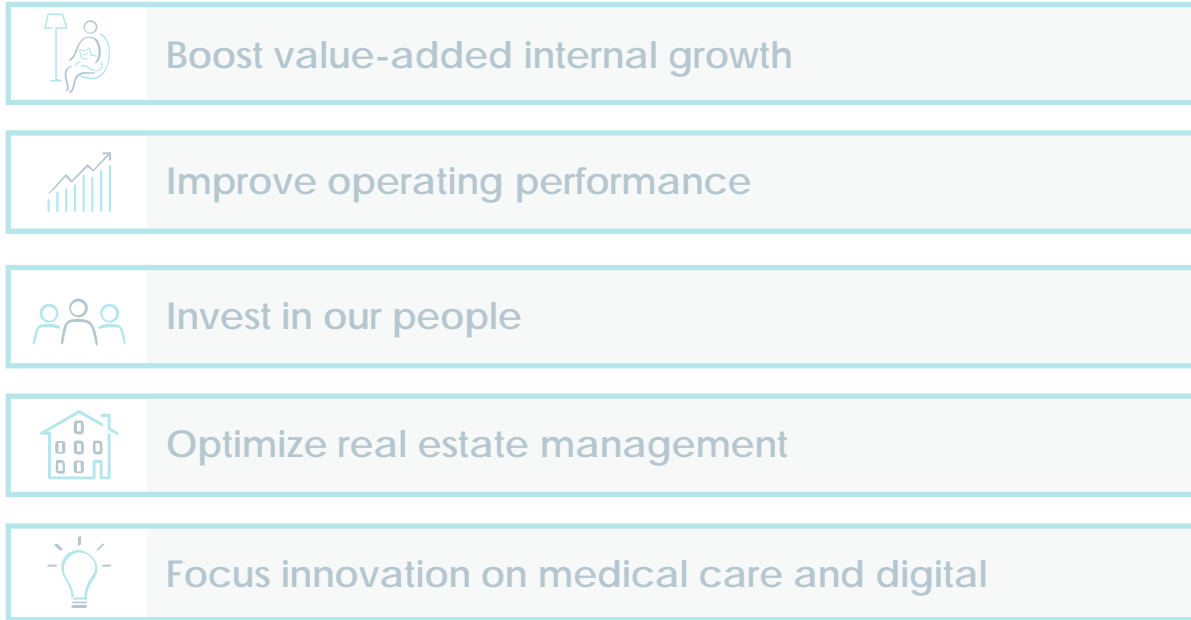 Boost value-added internal growth
Improve operating performance
Invest in our people
Optimize real estate management
Focus innovation on medical care and digital